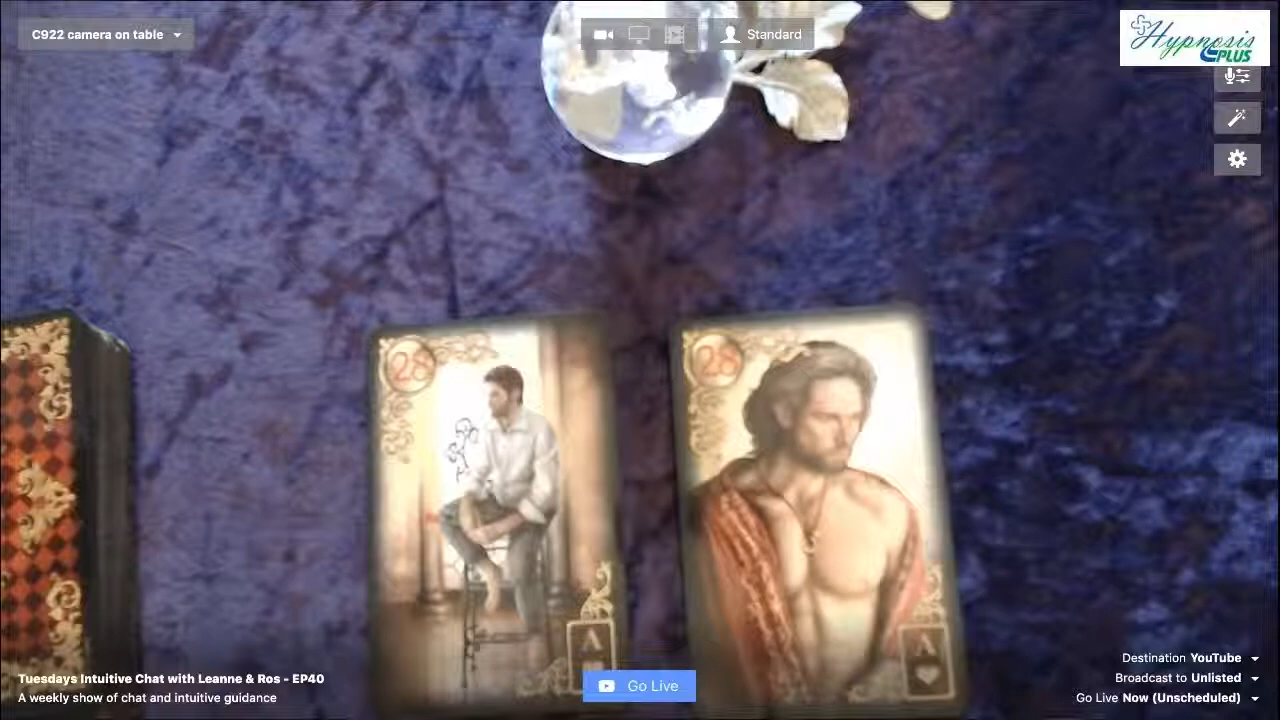 C922 camera on table
Standard
Hypnosis
PLUS
28
28
A
A
Tuesdays Intuitive Chat with Leanne & Ros - EP40
A weekly show of chat and intuitive guidance
Go Live
Destination YouTube
Broadcast to Unlisted
Go Live Now (Unscheduled)